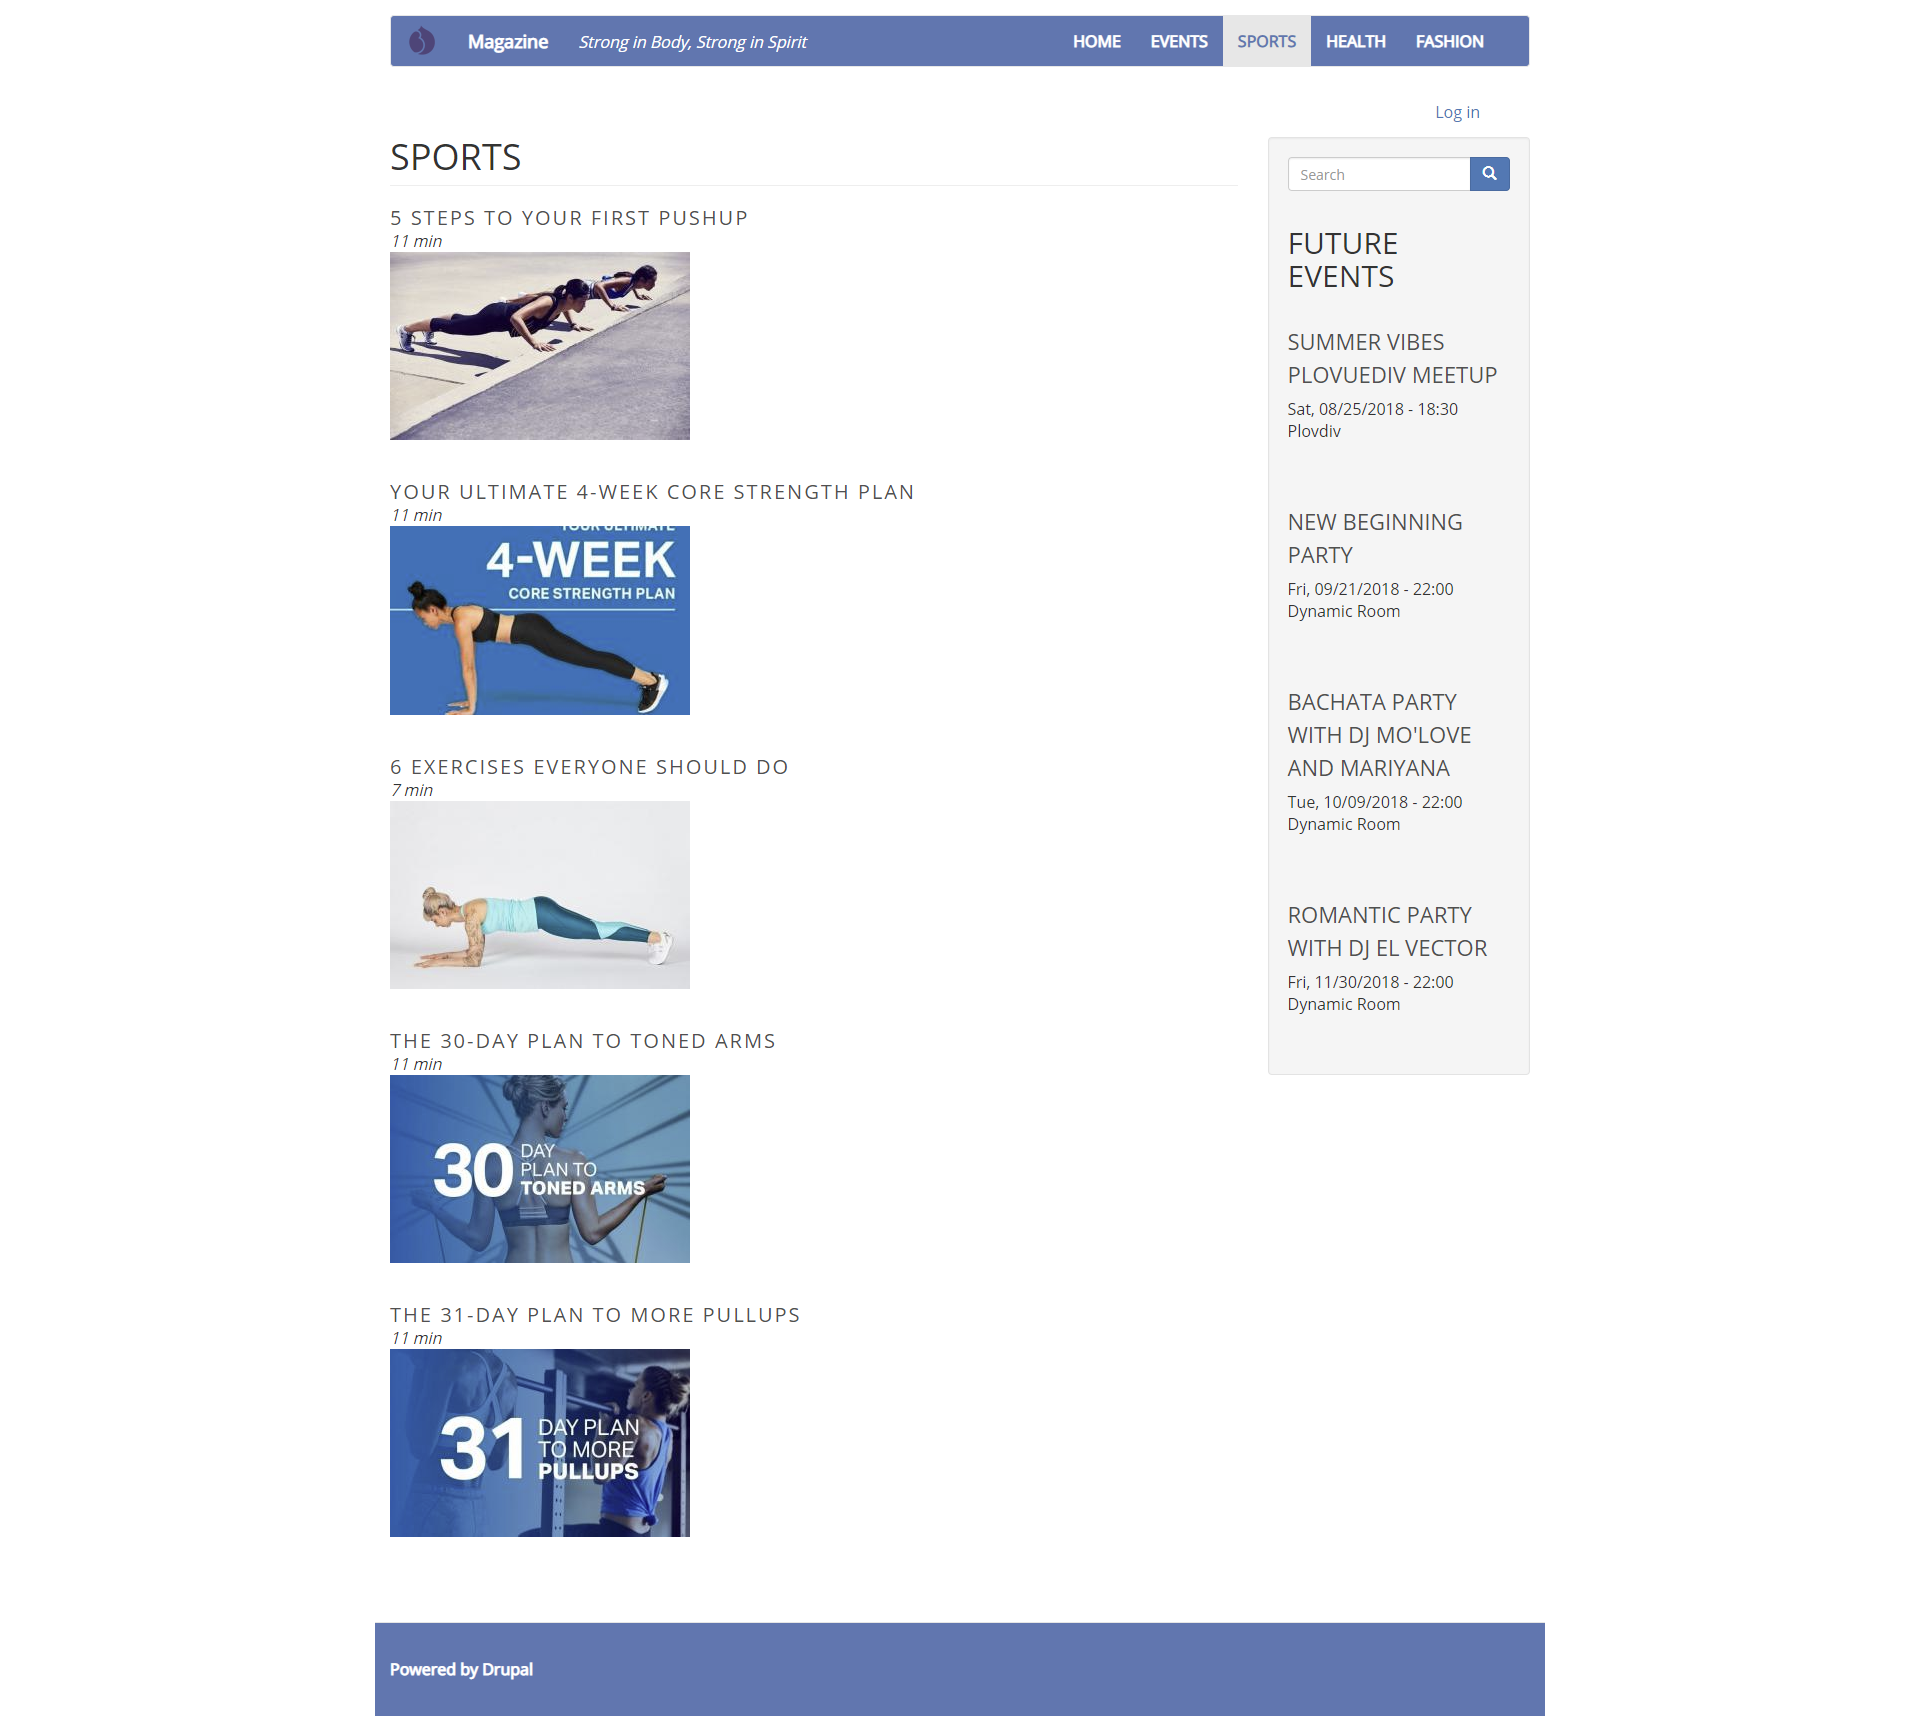 Magazine
Strong in Body, Strong in Spirit
HOME
EVENTS
SPORTS
HEALTH
FASHION
Log in
SPORTS
5 STEPS TO YOUR FIRST PUSHUP
11 min
YOUR ULTIMATE 4-WEEK CORE STRENGTH PLAN
11 min
YOUR ULTIMATE
4-WEEK
CORE STRENGTH PLAN
6 EXERCISES EVERYONE SHOULD DO
7 min
THE 30-DAY PLAN TO TONED ARMS
11 min
30 DAY
PLAN TO
TONED ARMS
THE 31-DAY PLAN TO MORE PULLUPS
11 min
31 DAY PLAN
TO MORE
PULLUPS
Search
FUTURE
EVENTS
SUMMER VIBES
PLOVUEDIV MEETUP
Sat, 08/25/2018 - 18:30
Plovdiv
NEW BEGINNING
PARTY
Fri, 09/21/2018 - 22:00
Dynamic Room
BACHATA PARTY
WITH DJ MO'LOVE
AND MARIYANA
Tue, 10/09/2018 - 22:00
Dynamic Room
ROMANTIC PARTY
WITH DJ EL VECTOR
Fri, 11/30/2018 - 22:00
Dynamic Room
Powered by Drupal